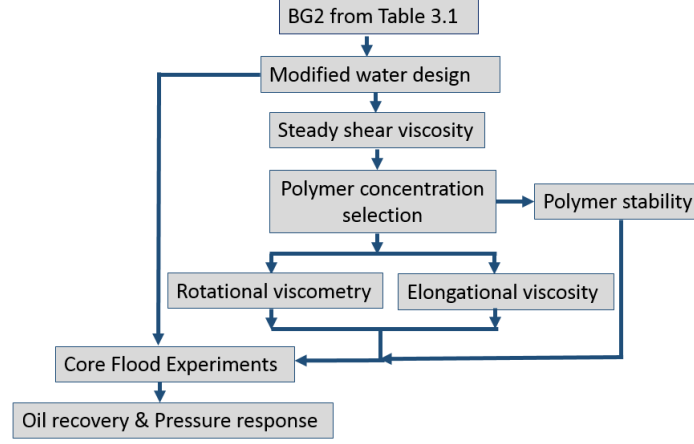 BG2 from Table 3.1
Modified water design
Steady shear viscosity
Polymer concentration
selection
Polymer stability
Rotational viscometry
Elongational viscosity
Core Flood Experiments
Oil recovery & Pressure response